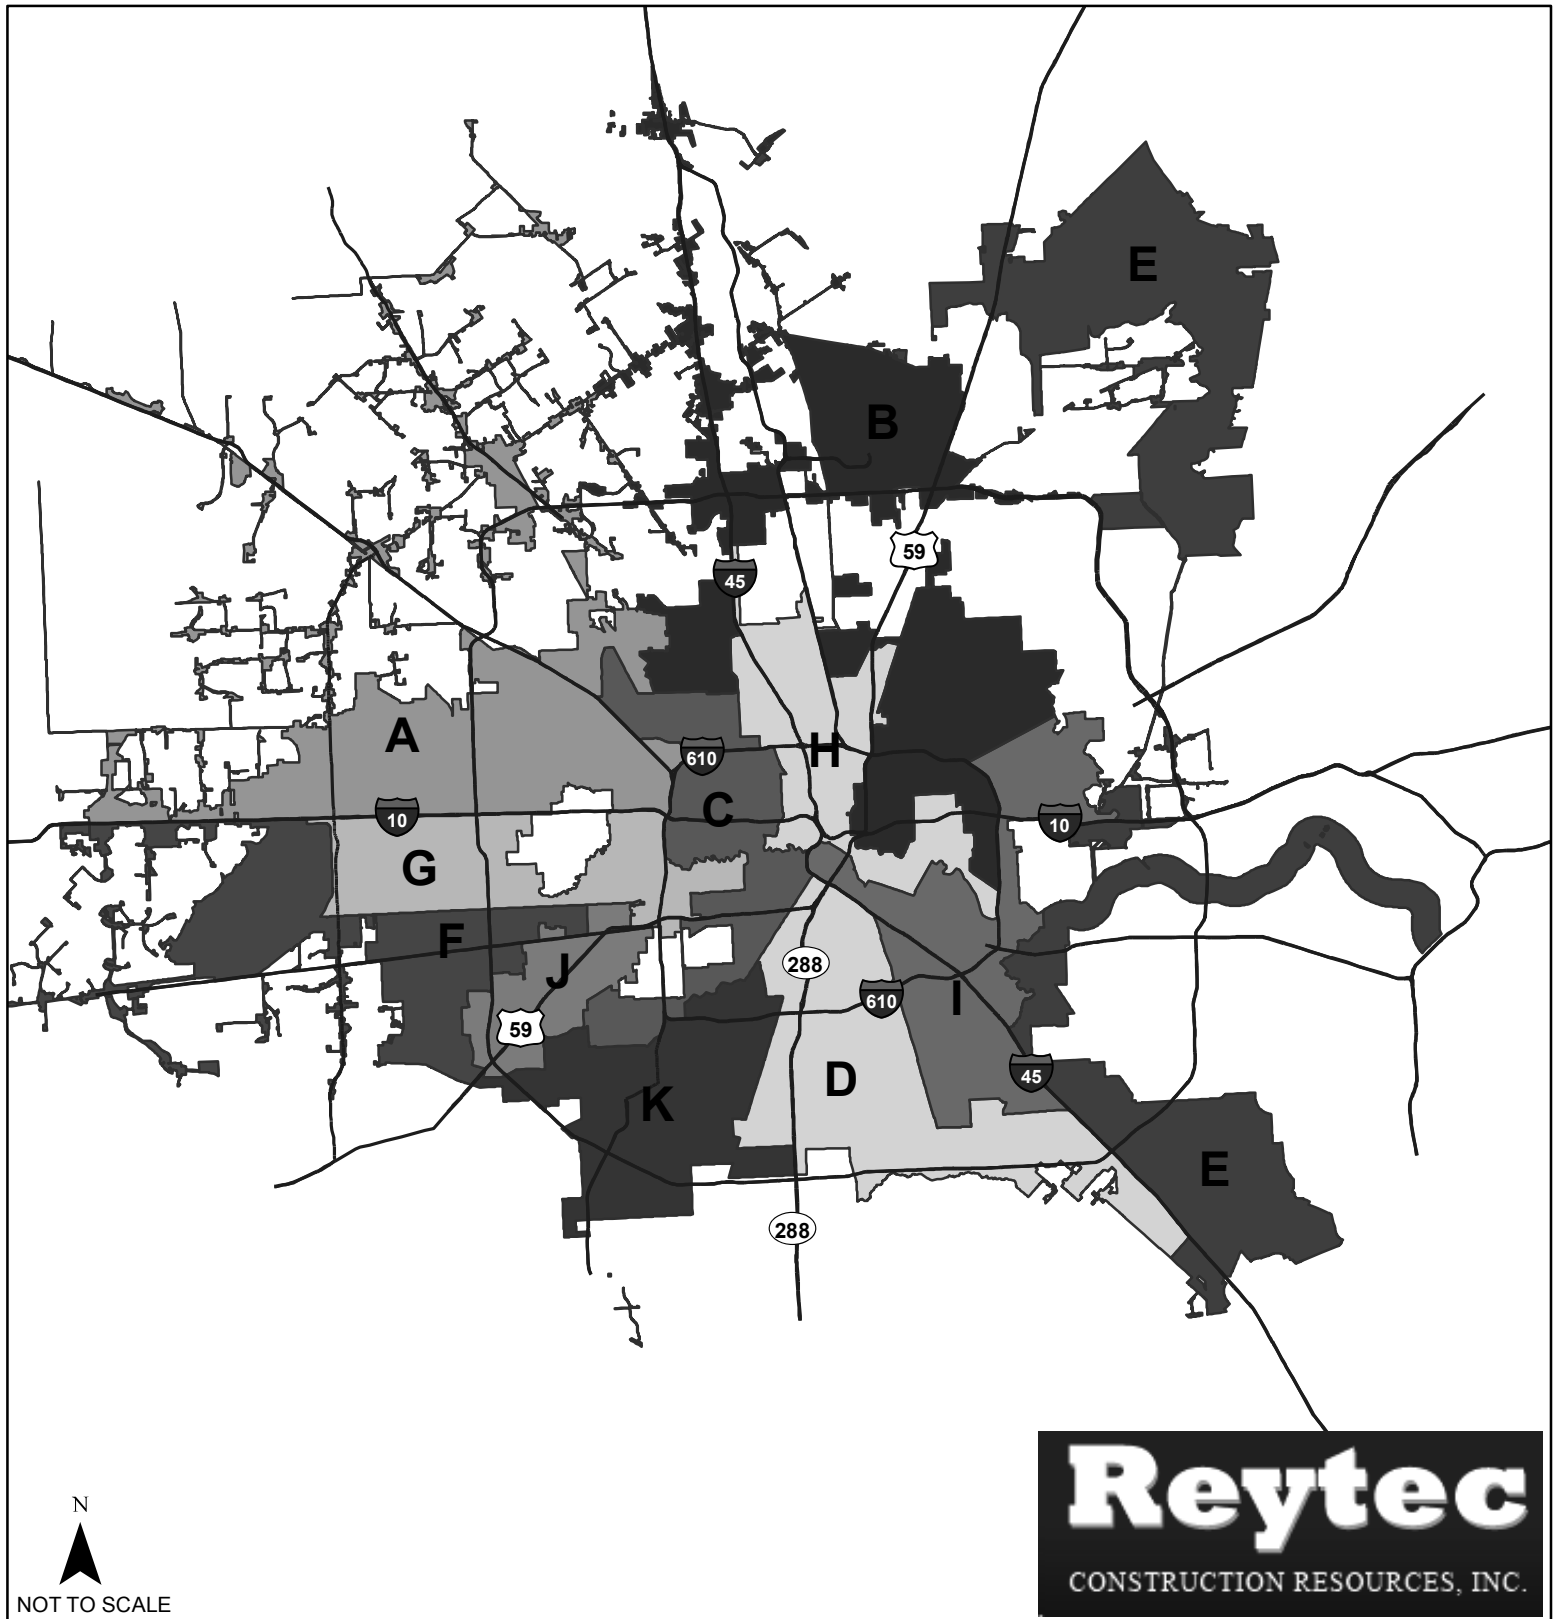 E
B
59
45
A
H
610
C
10
10
G
F
J
288
610
I
59
45
D
K
E
288
Reytec
CONSTRUCTION RESOURCES, INC.
N
NOT TO SCALE